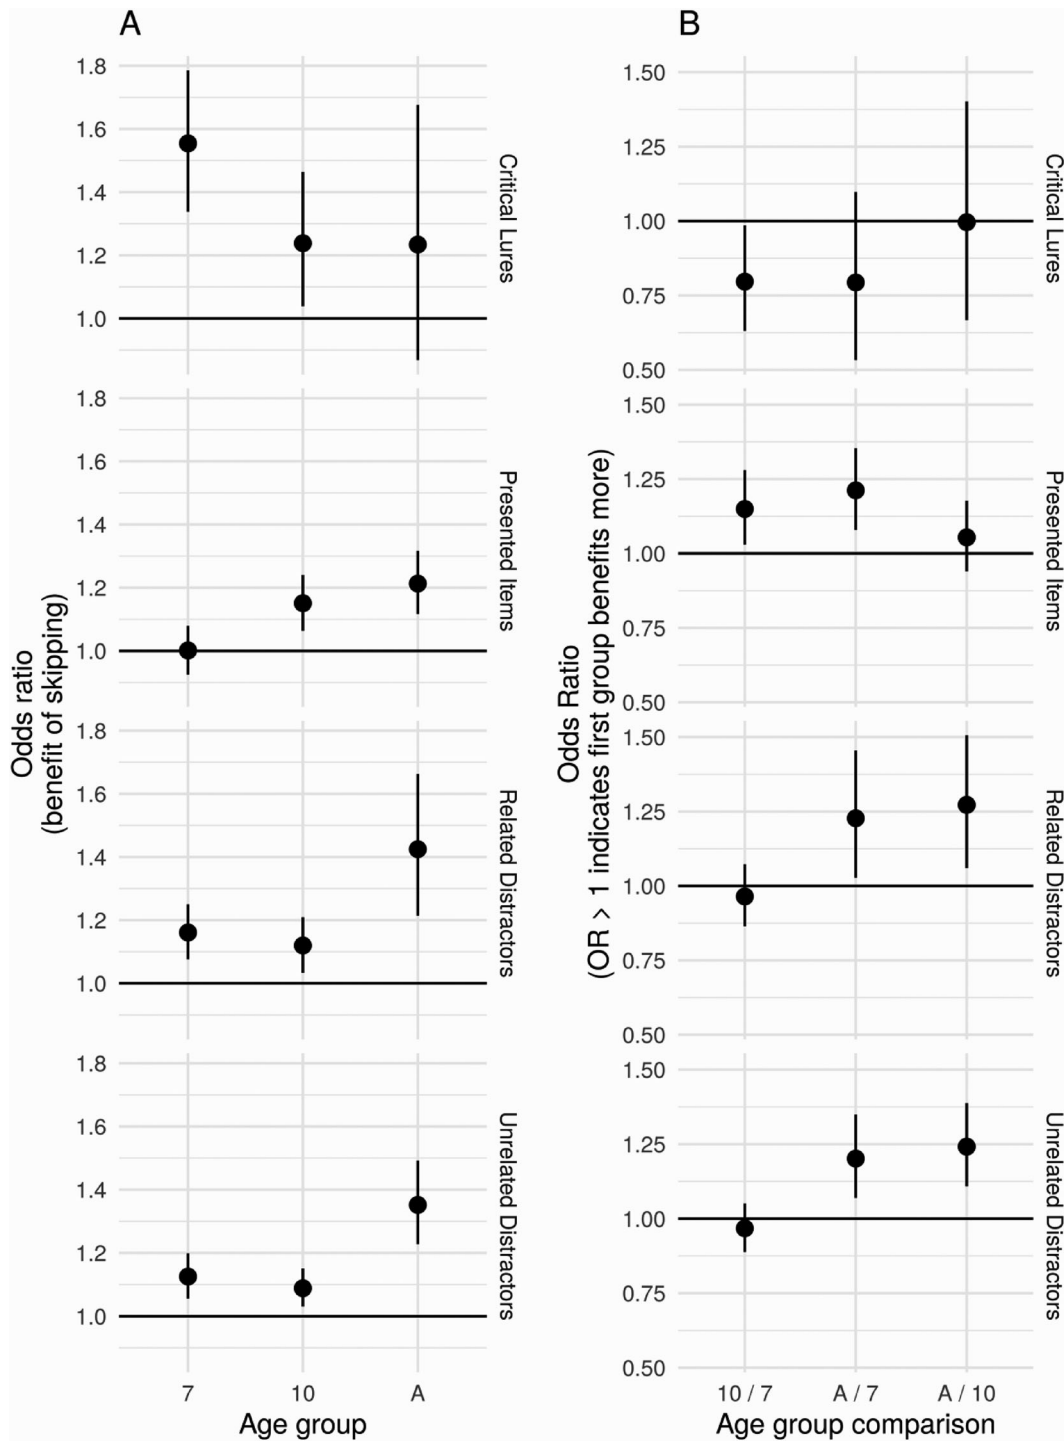 A
1.8
1.6
1.4
1.2
1.0
Critical Lures
1.8
1.6
1.4
1.2
1.0
Presented Items
1.8
1.6
1.4
1.2
1.0
Related Distractors
1.8
1.6
1.4
1.2
1.0
Unrelated Distractors
Odds ratio
(benefit of skipping)
7
10
A
Age group
B
1.50
1.25
1.00
0.75
0.50
Critical Lures
1.50
1.25
1.00
0.75
0.50
Presented Items
1.50
1.25
1.00
0.75
0.50
Related Distractors
1.50
1.25
1.00
0.75
0.50
Unrelated Distractors
Odds Ratio
(OR > 1 indicates first group benefits more)
10 / 7
A / 7
A / 10
Age group comparison